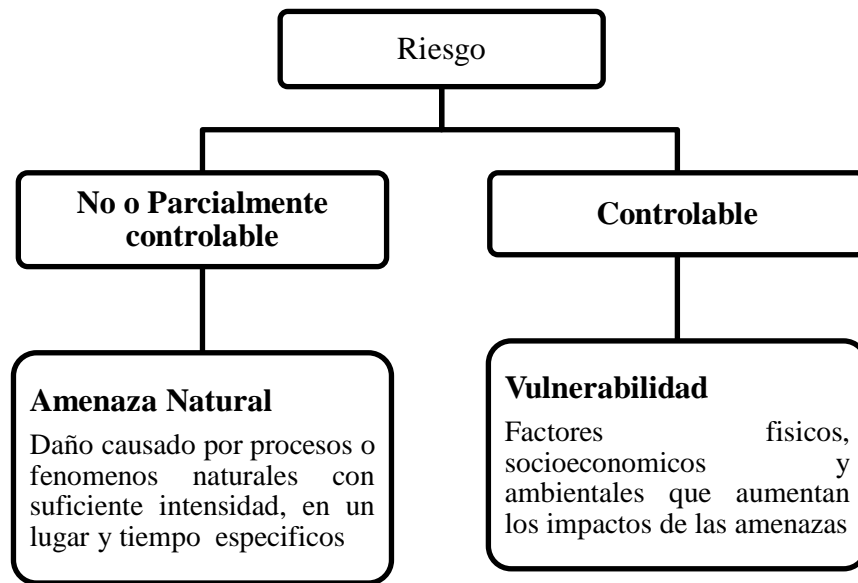 Riesgo
No o Parcialmente
controlable
Controlable
Amenaza Natural
Daño causado por procesos o
fenomenos naturales con
suficiente intensidad, en un
lugar y tiempo especificos
Vulnerabilidad
Factores fisicos,
socioeconomicos y
ambientales que aumentan
los impactos de las amenazas